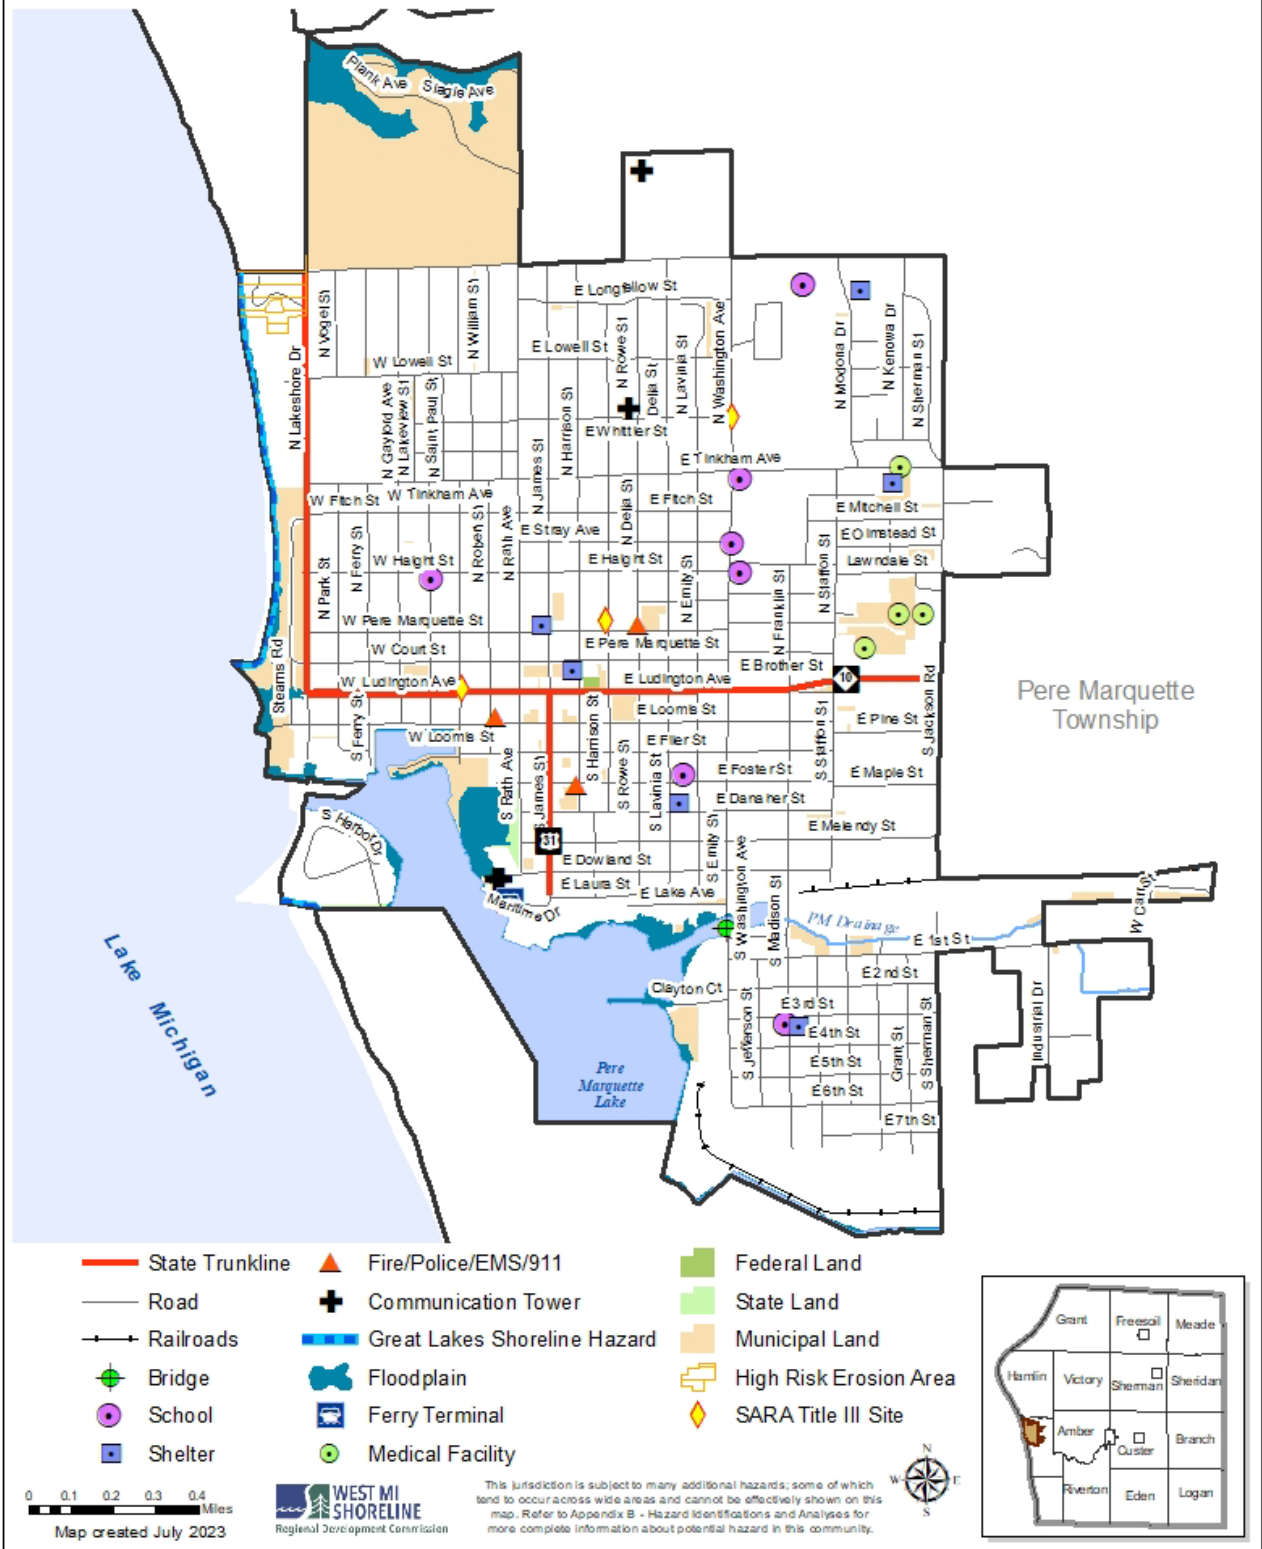 Plank Ave
Slagle Ave
E Longfellow St
N Vogel St
N William St
N Rowe St
N Washington Ave
N Modona Dr
N Kenowa Dr
N Sherman St
E Lowell St
W Lowell St
N Lakeshore Dr
N Gaylord Ave
N Lakeview St
N Saint Paul St
N Harrison St
Delia St
N Lavinia St
E Whittier St
E Tinkham Ave
N James St
W Fitch St
W Tinkham Ave
E Fitch St
E Mitchell St
N Delia St
E Stray Ave
E Olmstead St
N Ferry St
N Robert St
N Rath Ave
W Haight St
E Haight St
Lawndale St
N Park St
N Emily St
N Franklin St
N Staffon St
W Pere Marquette St
E Pere Marquette St
W Court St
E Brother St
Stearns Rd
W Ludington Ave
E Ludington Ave
10
S Jackson Rd
Pere Marquette
Township
S Ferry St
S Harrison St
E Loomis St
E Pine St
W Loomis St
E Filer St
S Staffon St
S Rath Ave
S James St
S Rowe St
S Lavinia St
E Foster St
E Maple St
E Danaher St
S Harbor Dr
31
E Melendy St
S Emily St
S Washington Ave
E Dowland St
E Laura St
E Lake Ave
S Madison St
W Carr St
Maritime Dr
PM Drainage
E 1st St
Lake Michigan
Clayton Ct
E 2nd St
E 3rd St
S Jefferson St
E 4th St
Grant St
S Sherman St
Industrial Dr
E 5th St
E 6th St
Pere
Marquette
Lake
E 7th St
State Trunkline
Road
Railroads
Bridge
School
Shelter
Fire/Police/EMS/911
Communication Tower
Great Lakes Shoreline Hazard
Floodplain
Ferry Terminal
Medical Facility
Federal Land
State Land
Municipal Land
High Risk Erosion Area
SARA Title III Site
Grant
Freesoil
Meade
Hamlin
Victory
Sherman
Sheridan
Amber
Custer
Branch
Riverton
Eden
Logan
0 0.1 0.2 0.3 0.4
Miles
Map created July 2023
WEST MI
SHORELINE
Regional Development Commission
This jurisdiction is subject to many additional hazards; some of which
tend to occur across wide areas and cannot be effectively shown on this
map. Refer to Appendix B - Hazard Identifications and Analyses for
more complete information about potential hazard in this community.
N
W
E
S